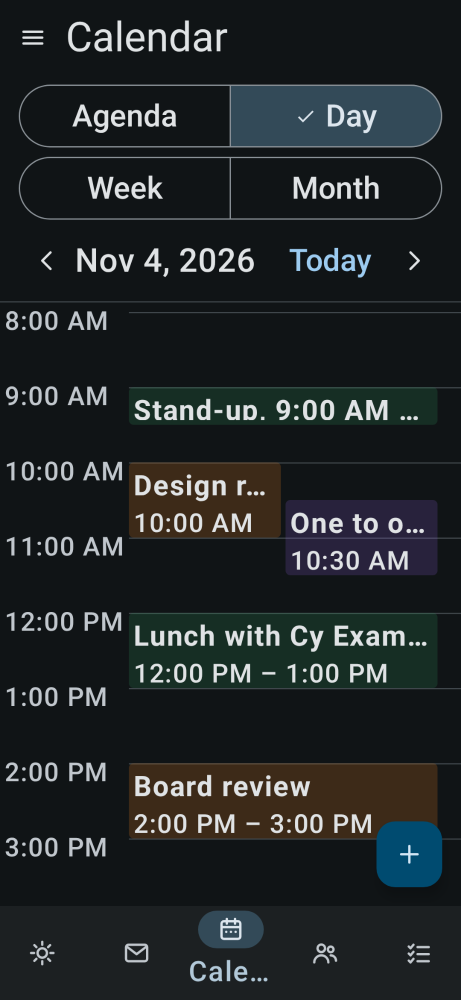 Calendar
Agenda
Day
Week
Month
Nov 4, 2026
Today
8:00 AM
9:00 AM
Stand-up, 9:00 AM …
10:00 AM
Design r…
10:00 AM
One to o…
10:30 AM
11:00 AM
12:00 PM
Lunch with Cy Exam…
12:00 PM – 1:00 PM
1:00 PM
2:00 PM
Board review
2:00 PM – 3:00 PM
3:00 PM
Cale…